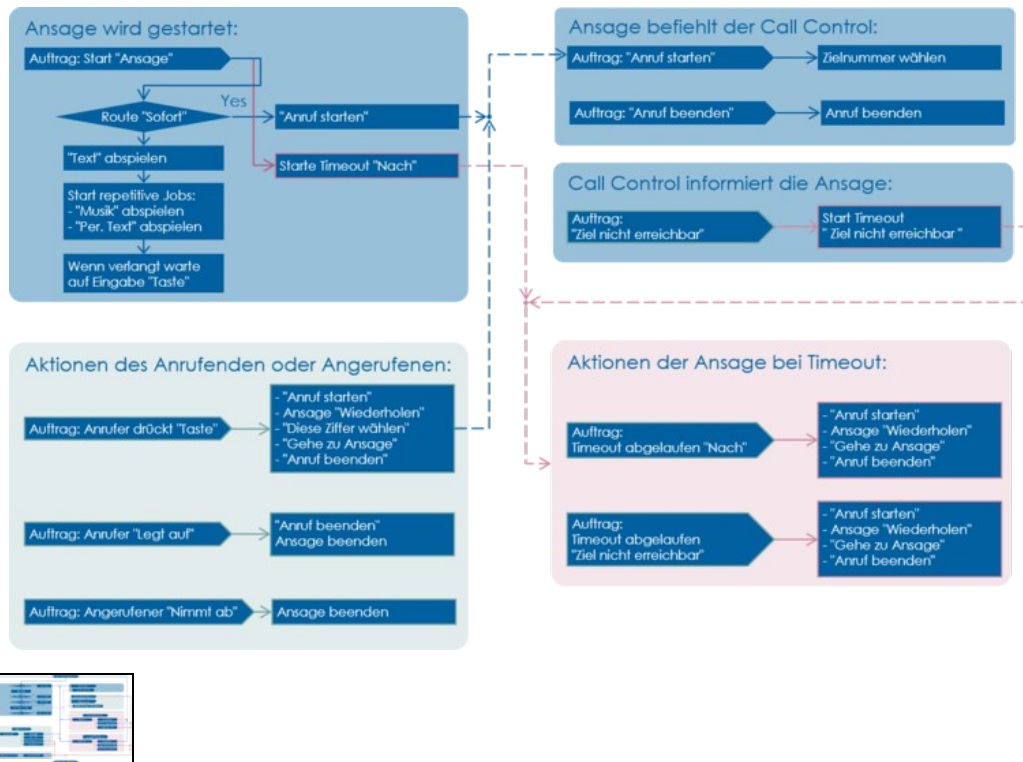 Ansage wird gestartet:
Auftrag: Start "Ansage"
Route "Sofort"
Yes
"Anruf starten"
"Text" abspielen
Starte Timeout "Nach"
Start repetitive Jobs:
- "Musik" abspielen
- "Per. Text" abspielen
Wenn verlangt warte
auf Eingabe "Taste"
Ansage befiehlt der Call Control:
Auftrag: "Anruf starten"
Zielnummer wählen
Auftrag: "Anruf beenden"
Anruf beenden
Call Control informiert die Ansage:
Auftrag:
"Ziel nicht erreichbar"
Start Timeout
" Ziel nicht erreichbar "
Aktionen des Anrufenden oder Angerufenen:
Auftrag: Anrufer drückt "Taste"
- "Anruf starten"
- Ansage "Wiederholen"
- "Diese Ziffer wählen"
- "Gehe zu Ansage"
- "Anruf beenden"
Auftrag: Anrufer "Legt auf"
"Anruf beenden"
Ansage beenden
Auftrag: Angerufener "Nimmt ab"
Ansage beenden
Aktionen der Ansage bei Timeout:
Auftrag:
Timeout abgelaufen "Nach"
- "Anruf starten"
- Ansage "Wiederholen"
- "Gehe zu Ansage"
- "Anruf beenden"
Auftrag:
Timeout abgelaufen
"Ziel nicht erreichbar"
- "Anruf starten"
- Ansage "Wiederholen"
- "Gehe zu Ansage"
- "Anruf beenden"